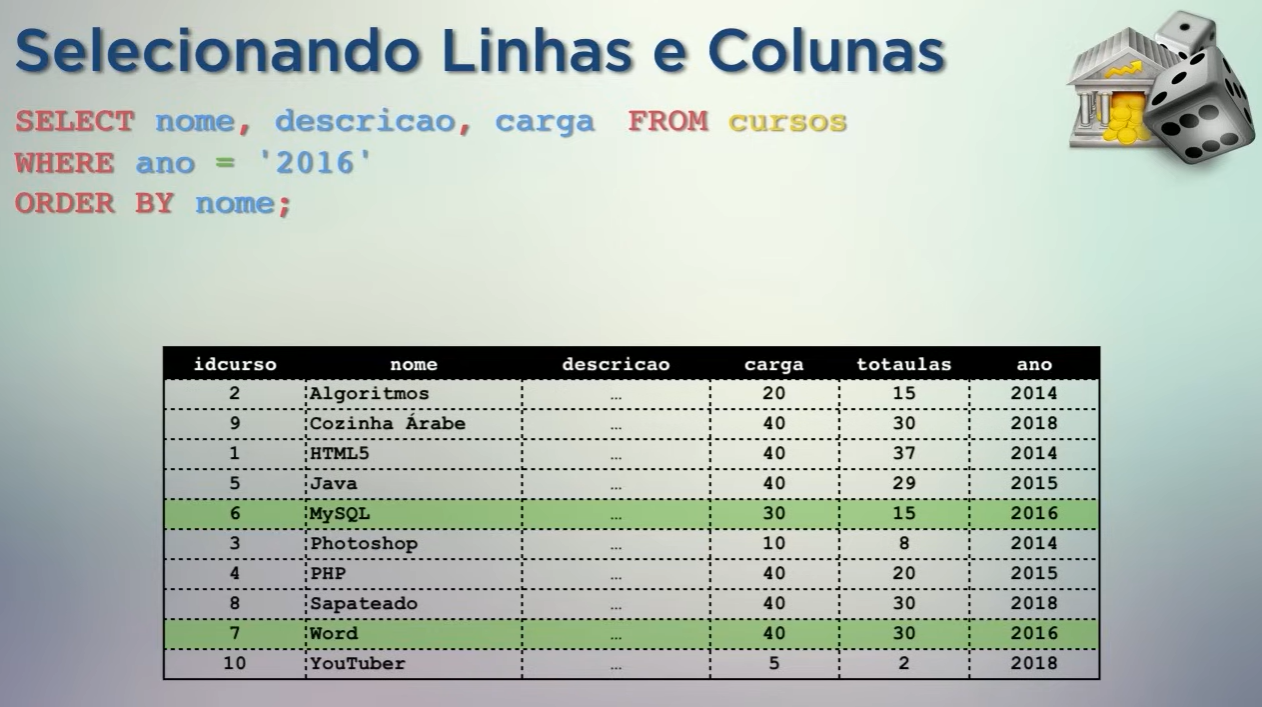 Selecionando Linhas e Colunas
SELECT nome, descricao, carga FROM cursos
WHERE ano = '2016'
ORDER BY nome;
idcurso nome descricao carga totaulas ano
2 Algoritmos … 20 15 2014
9 Cozinha Árabe … 40 30 2018
1 HTML5 … 40 37 2014
5 Java … 40 29 2015
6 MySQL … 30 15 2016
3 Photoshop … 10 8 2014
4 PHP … 40 20 2015
8 Sapateado … 40 30 2018
7 Word … 40 30 2016
10 YouTuber … 5 2 2018